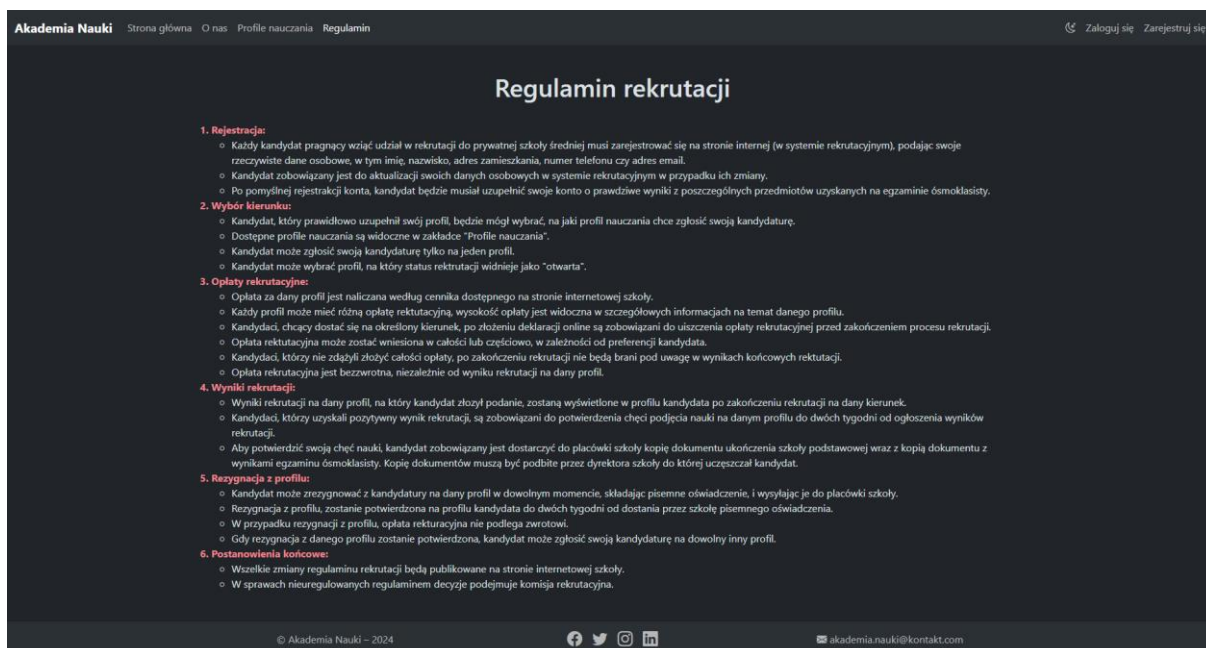 Akademia Nauki Strona główna O nas Profile nauczania Regulamin Zaloguj się Zarejestruj się
Regulamin rekrutacji
1. Rejestracja:
Każdy kandydat pragnący wziąć udział w rekrutacji do prywatnej szkoły średniej musi zarejestrować się na stronie internej (w systemie rekrutacyjnym), podając swoje
rzeczywiste dane osobowe, w tym imię, nazwisko, adres zamieszkania, numer telefonu czy adres email.
Kandydat zobowiązany jest do aktualizacji swoich danych osobowych w systemie rekrutacyjnym w przypadku ich zmiany.
Po pomyślnej rejestrakcji konta, kandydat będzie musiał uzupełnić swoje konto o prawdziwe wyniki z poszczególnych przedmiotów uzyskanych na egzaminie ósmoklasisty.
2. Wybór kierunku:
Kandydat, który prawidłowo uzupełnił swój profil, będzie mógł wybrać, na jaki profil nauczania chce zgłosić swoją kandydaturę.
Dostępne profile nauczania są widoczne w zakładce "Profile nauczania".
Kandydat może zgłosić swoją kandydaturę tylko na jeden profil.
Kandydat może wybrać profil, na który status rektrutacji widnieje jako "otwarta".
3. Opłaty rekrutacyjne:
Opłata za dany profil jest naliczana według cennika dostępnego na stronie internetowej szkoły.
Każdy profil może mieć różną opłatę rektutacyjną, wysokość opłaty jest widoczna w szczegółowych informacjach na temat danego profilu.
Kandydaci, chcący dostać się na określony kierunek, po złożeniu deklaracji online są zobowiązani do uiszczenia opłaty rekrutacyjnej przed zakończeniem procesu rekrutacji.
Opłata rektutacyjna może zostać wniesiona w całości lub częściowo, w zależności od preferencji kandydata.
Kandydaci, którzy nie zdążyli złożyć całości opłaty, po zakończeniu rekrutacji nie będą brani pod uwagę w wynikach końcowych rektutacji.
Opłata rekrutacyjna jest bezzwrotna, niezależnie od wyniku rekrutacji na dany profil.
4. Wyniki rekrutacji:
Wyniki rekrutacji na dany profil, na który kandydat złozył podanie, zostaną wyświetlone w profilu kandydata po zakończeniu rekrutacji na dany kierunek.
Kandydaci, którzy uzyskali pozytywny wynik rekrutacji, są zobowiązani do potwierdzenia chęci podjęcia nauki na danym profilu do dwóch tygodni od ogłoszenia wyników
rekrutacji.
Aby potwierdzić swoją chęć nauki, kandydat zobowiązany jest dostarczyć do placówki szkoły kopię dokumentu ukończenia szkoły podstawowej wraz z kopią dokumentu z
wynikami egzaminu ósmoklasisty. Kopię dokumentów muszą być podbite przez dyrektora szkoły do której uczęszczał kandydat.
5. Rezygnacja z profilu:
Kandydat może zrezygnować z kandydatury na dany profil w dowolnym momencie, składając pisemne oświadczenie, i wysyłając je do placówki szkoły.
Rezygnacja z profilu, zostanie potwierdzona na profilu kandydata do dwóch tygodni od dostania przez szkołę pisemnego oświadczenia.
W przypadku rezygnacji z profilu, opłata rekturacyjna nie podlega zwrotowi.
Gdy rezygnacja z danego profilu zostanie potwierdzona, kandydat może zgłosić swoją kandydaturę na dowolny inny profil.
6. Postanowienia końcowe:
Wszelkie zmiany regulaminu rekrutacji będą publikowane na stronie internetowej szkoły.
W sprawach nieuregulowanych regulaminem decyzje podejmuje komisja rekrutacyjna.
© Akademia Nauki – 2024 akademia.nauki@kontakt.com